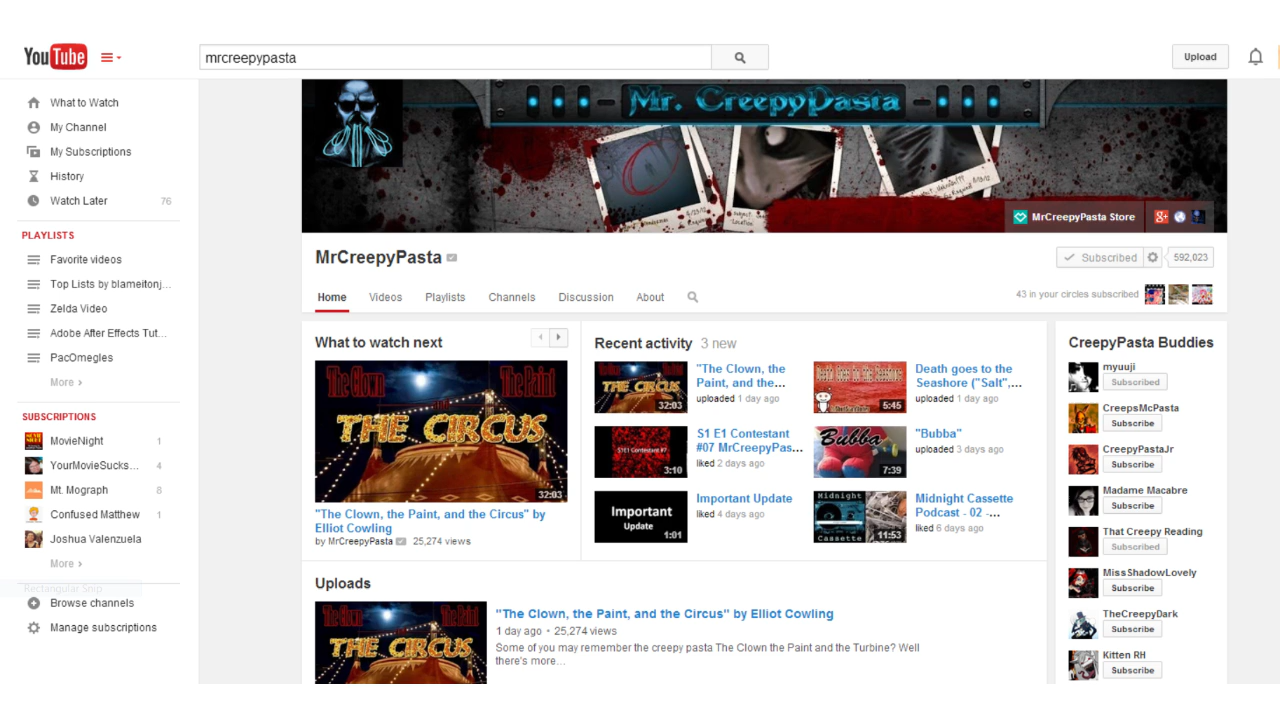 YouTube
mrcreepypasta
Upload
What to Watch
My Channel
My Subscriptions
History
Watch Later 76
PLAYLISTS
Favorite videos
Top Lists by blameitonj...
Zelda Video
Adobe After Effects Tut...
PacOmegles
More
SUBSCRIPTIONS
MovieNight 1
YourMovieSucks... 4
Mt. Mograph 8
Confused Matthew 1
Joshua Valenzuela
More
Rectangular Snip
Browse channels
Manage subscriptions
Mr. CreepyPasta
MrCreepyPasta Store
MrCreepyPasta
Subscribed 592,023
Home Videos Playlists Channels Discussion About
43 in your circles subscribed
What to watch next
The Clown The Paint
THE CIRCUS
32:03
"The Clown, the Paint, and the Circus" by
Elliot Cowling
by MrCreepyPasta 25,274 views
Recent activity 3 new
THE CIRCUS
32:03
"The Clown, the
Paint, and the...
uploaded 1 day ago
5:45
Death goes to the
Seashore ("Salt",...
uploaded 1 day ago
S1E1 Contestant #7
3:10
S1 E1 Contestant
#07 MrCreepyPas...
liked 2 days ago
Bubba
7:39
"Bubba"
uploaded 3 days ago
Important
Update
1:01
Important Update
liked 4 days ago
Midnight
Cassette
11:53
Midnight Cassette
Podcast - 02 -...
liked 6 days ago
Uploads
The Clown The Paint
THE CIRCUS
"The Clown, the Paint, and the Circus" by Elliot Cowling
1 day ago • 25,274 views
Some of you may remember the creepy pasta The Clown the Paint and the Turbine? Well
there's more...
CreepyPasta Buddies
myuuji
Subscribed
CreepsMcPasta
Subscribe
CreepyPastaJr
Subscribe
Madame Macabre
Subscribe
That Creepy Reading
Subscribed
MissShadowLovely
Subscribe
TheCreepyDark
Subscribe
Kitten RH
Subscribe